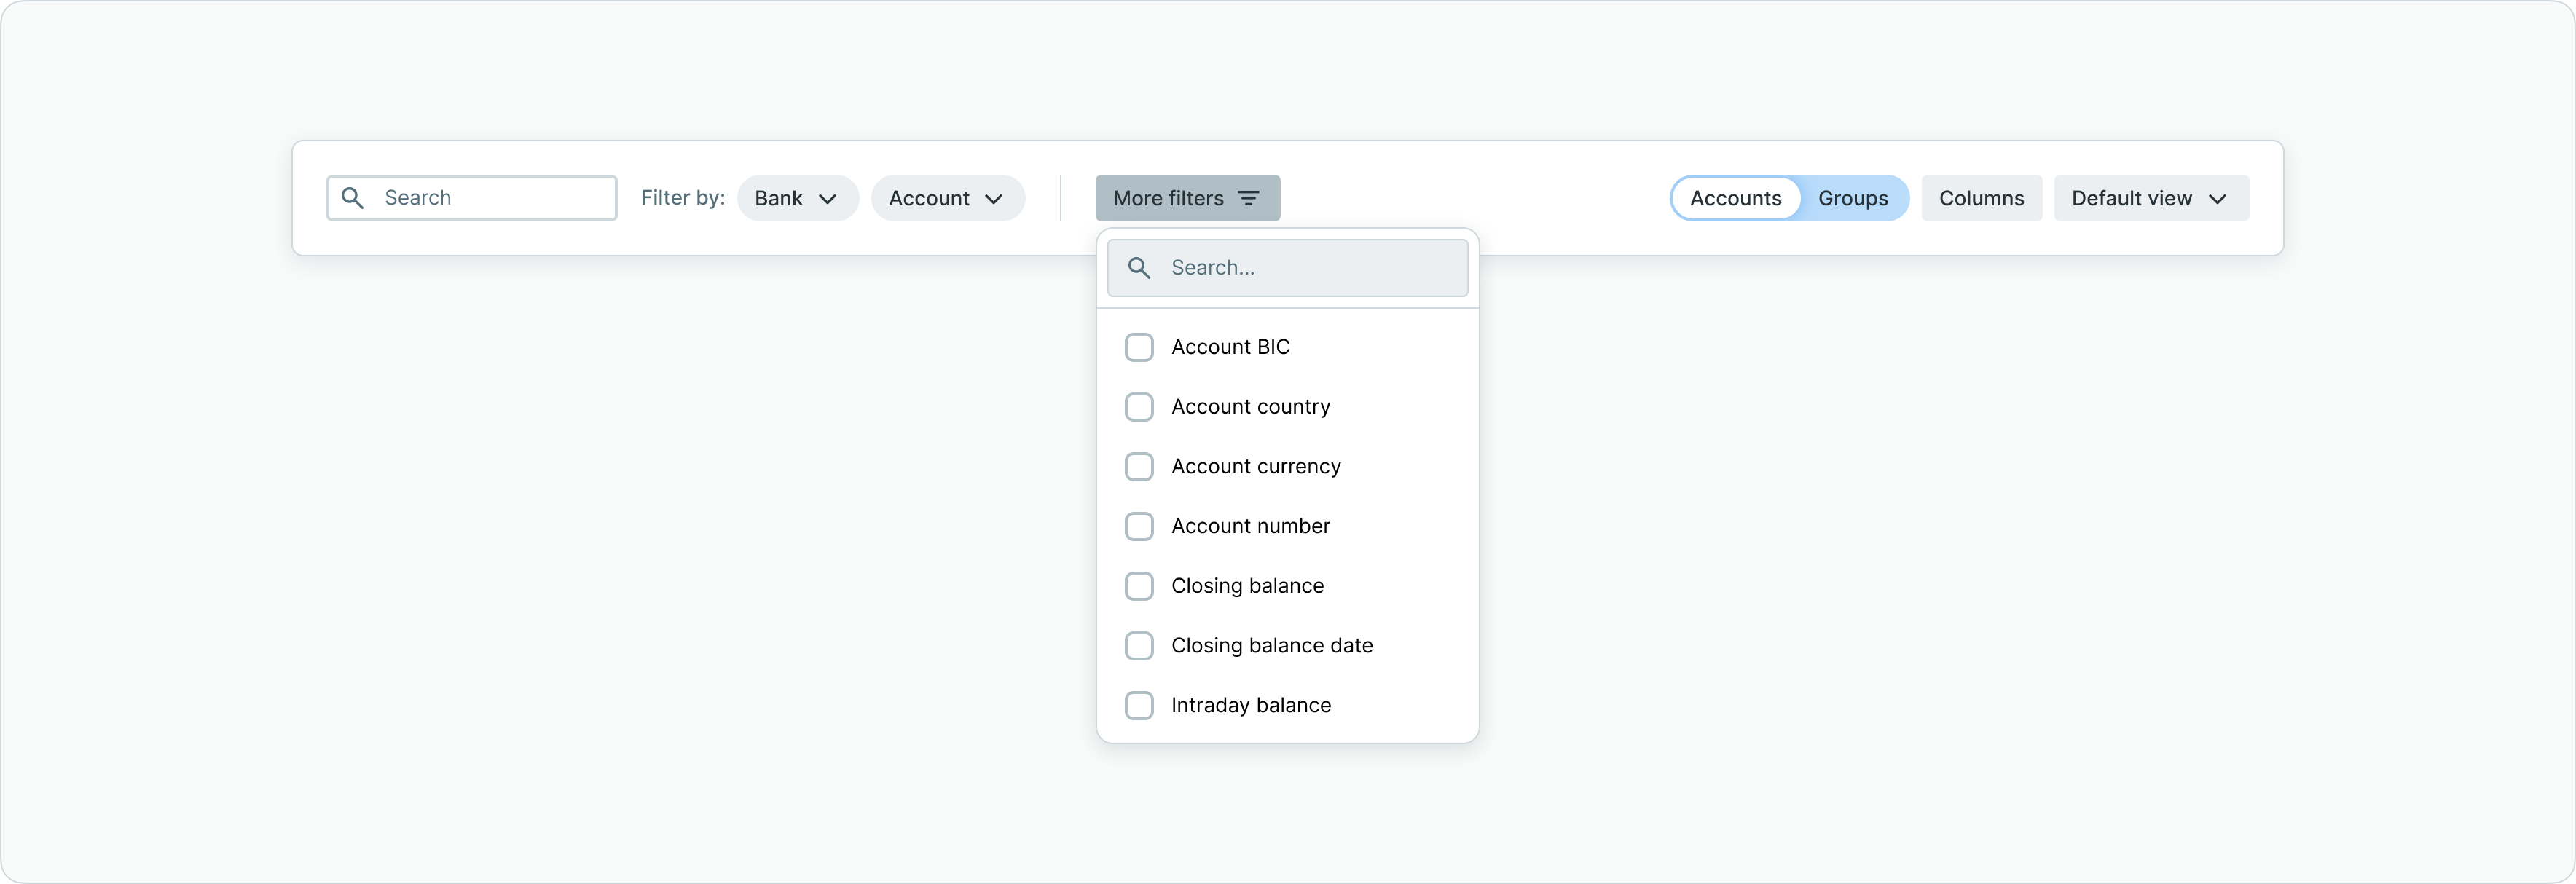 Search Filter by: Bank Account More filters Accounts Groups Columns Default view
Search...
Account BIC
Account country
Account currency
Account number
Closing balance
Closing balance date
Intraday balance